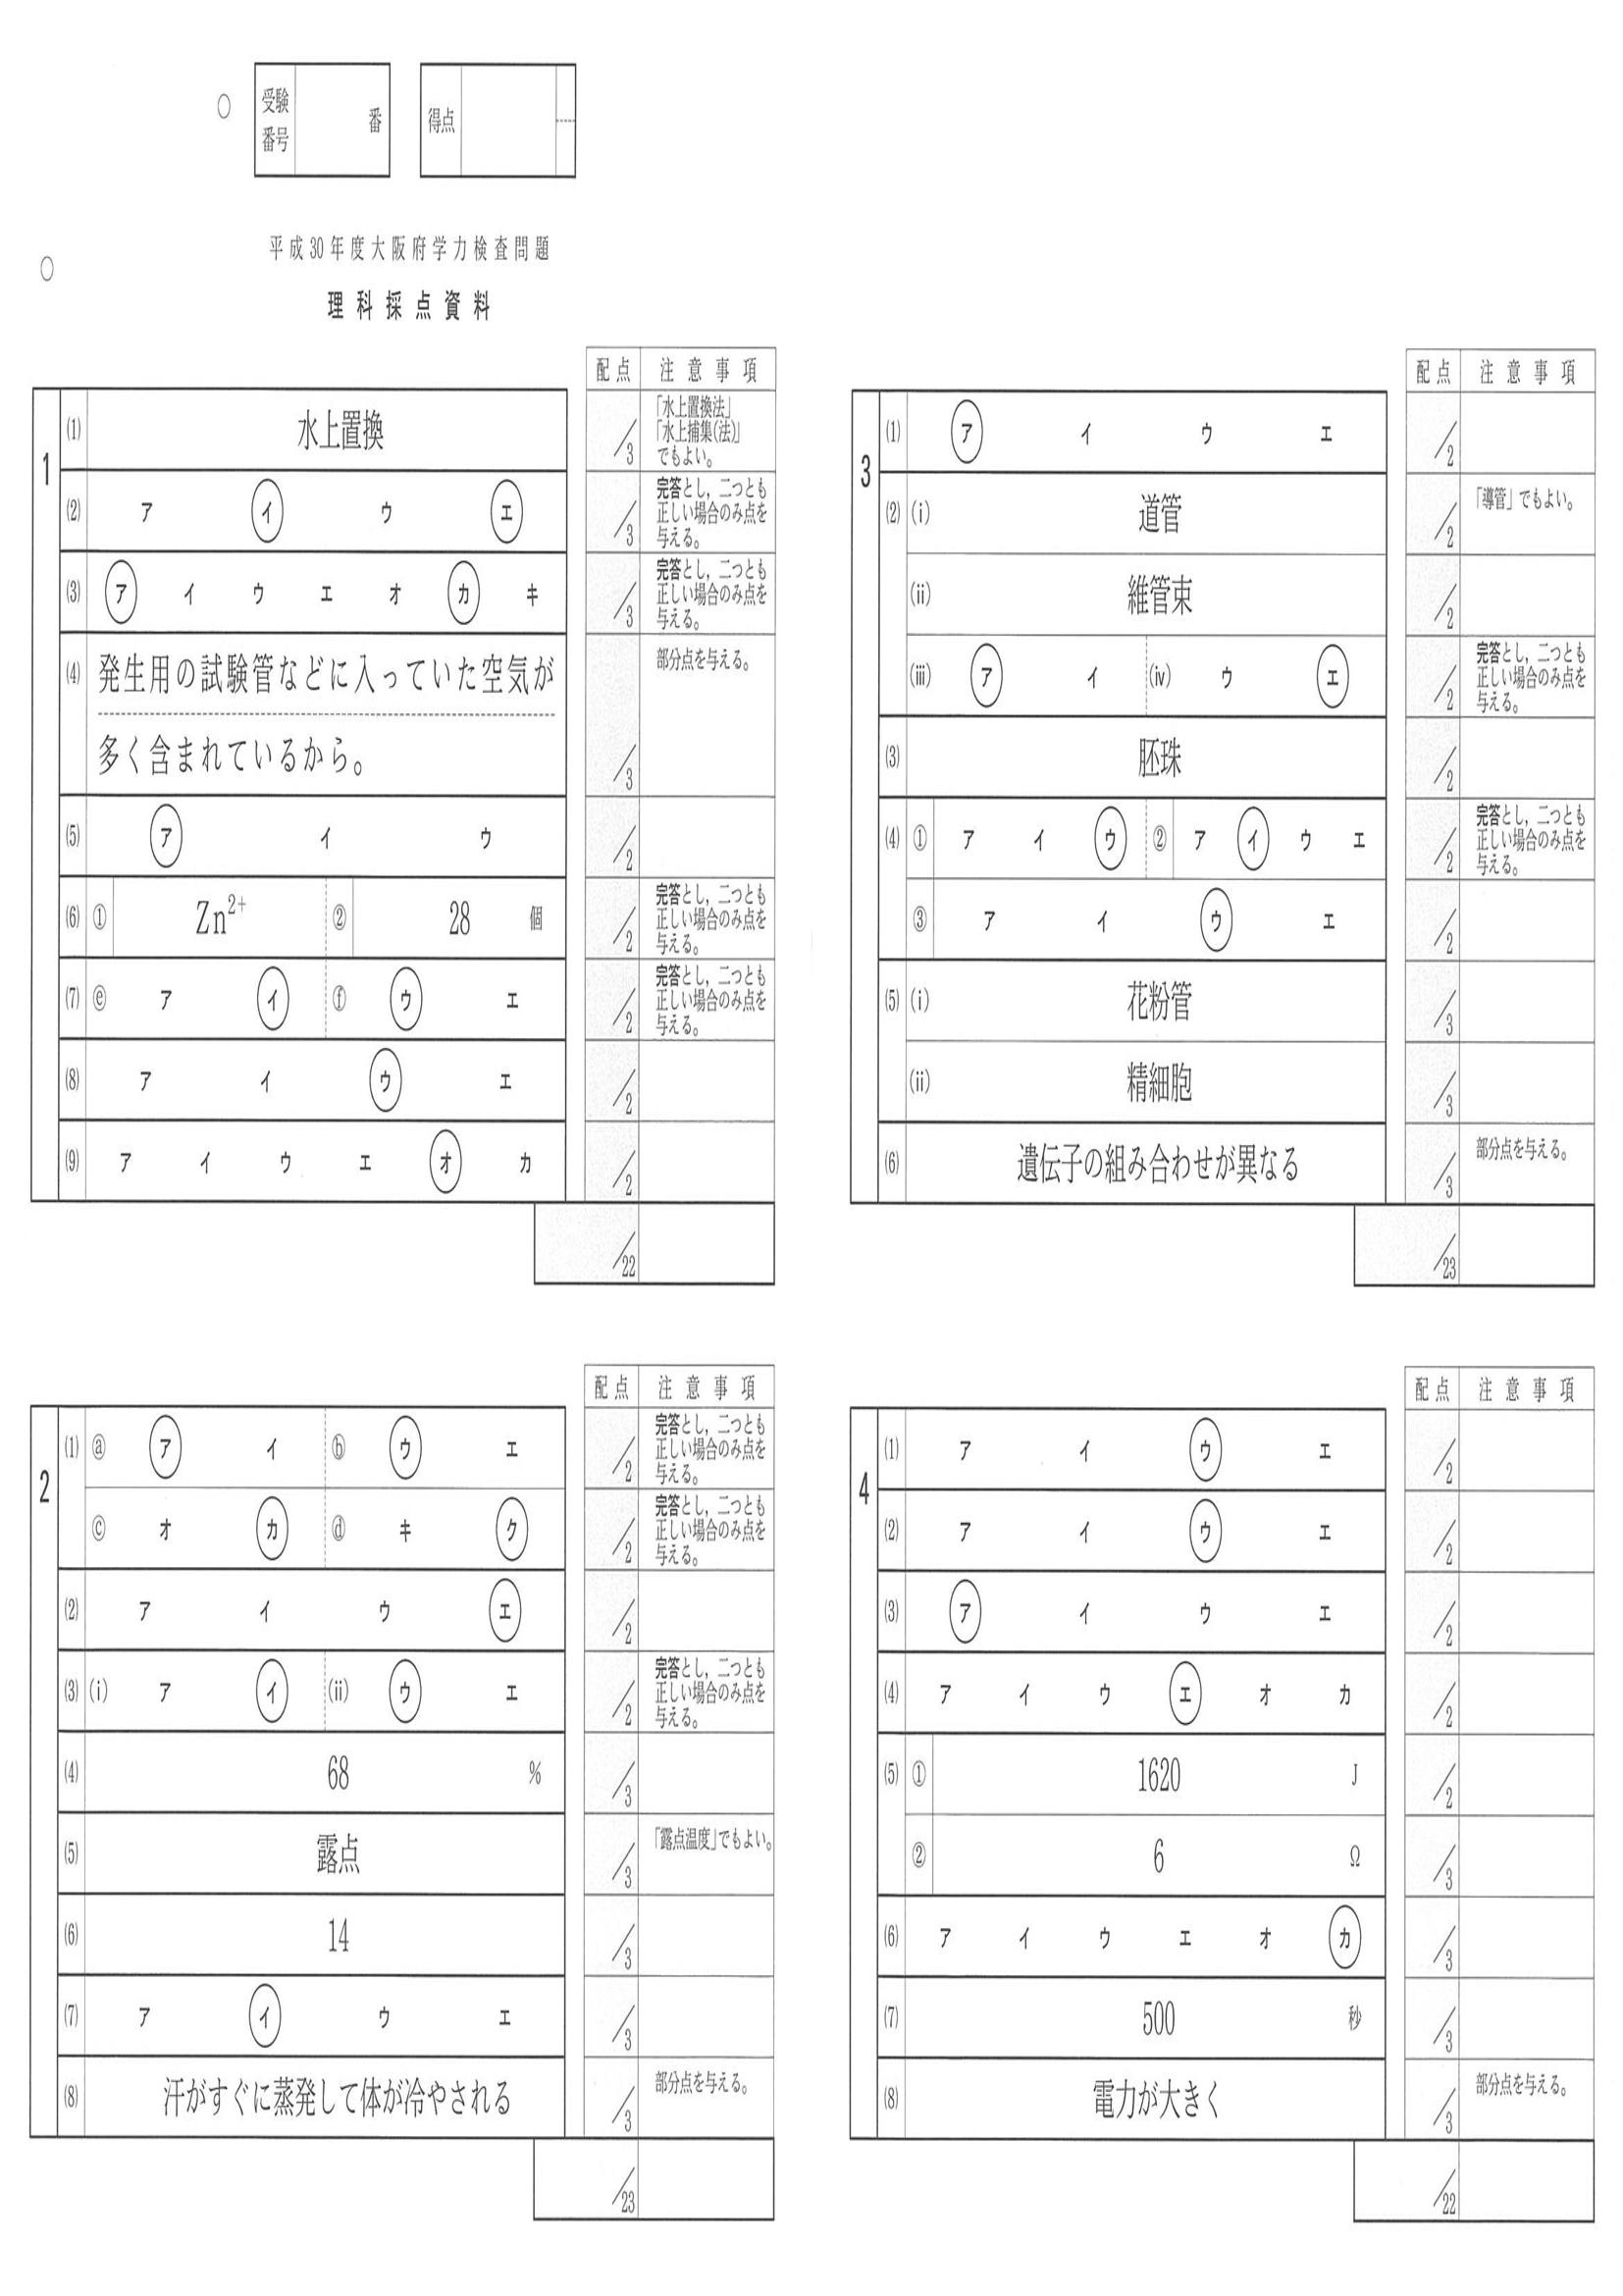 受験番号 番 得点
平成30年度大阪府学力検査問題
理科採点資料
配点 注意事項
1
(1) 水上置換 /3 「水上置換法」「水上捕集(法)」でもよい。
(2) ア イ ウ エ /3 完答とし，二つとも正しい場合のみ点を与える。
(3) ア イ ウ エ オ カ キ /3 完答とし，二つとも正しい場合のみ点を与える。
(4) 発生用の試験管などに入っていた空気が 部分点を与える。
多く含まれているから。 /3
(5) ア イ ウ /2
(6) ① Zn²⁺ ② 28 個 /2 完答とし，二つとも正しい場合のみ点を与える。
(7) ⓔ ア イ ⓕ ウ エ /2 完答とし，二つとも正しい場合のみ点を与える。
(8) ア イ ウ エ /2
(9) ア イ ウ エ オ カ /2
/22
配点 注意事項
2
(1) ⓐ ア イ ⓑ ウ エ /2 完答とし，二つとも正しい場合のみ点を与える。
ⓒ オ カ ⓓ キ ク /2 完答とし，二つとも正しい場合のみ点を与える。
(2) ア イ ウ エ /2
(3) (i) ア イ (ii) ウ エ /2 完答とし，二つとも正しい場合のみ点を与える。
(4) 68 % /3
(5) 露点 /3 「露点温度」でもよい。
(6) 14 /3
(7) ア イ ウ エ /3
(8) 汗がすぐに蒸発して体が冷やされる /3 部分点を与える。
/23
配点 注意事項
3
(1) ア イ ウ エ /2
(2) (i) 道管 /2 「導管」でもよい。
(ii) 維管束 /2
(iii) ア イ (iv) ウ エ /2 完答とし，二つとも正しい場合のみ点を与える。
(3) 胚珠 /2
(4) ① ア イ ウ ② ア イ ウ エ /2 完答とし，二つとも正しい場合のみ点を与える。
③ ア イ ウ エ /2
(5) (i) 花粉管 /3
(ii) 精細胞 /3
(6) 遺伝子の組み合わせが異なる /3 部分点を与える。
/23
配点 注意事項
4
(1) ア イ ウ エ /2
(2) ア イ ウ エ /2
(3) ア イ ウ エ /2
(4) ア イ ウ エ オ カ /2
(5) ① 1620 J /2
② 6 Ω /3
(6) ア イ ウ エ オ カ /3
(7) 500 秒 /3
(8) 電力が大きく /3 部分点を与える。
/22